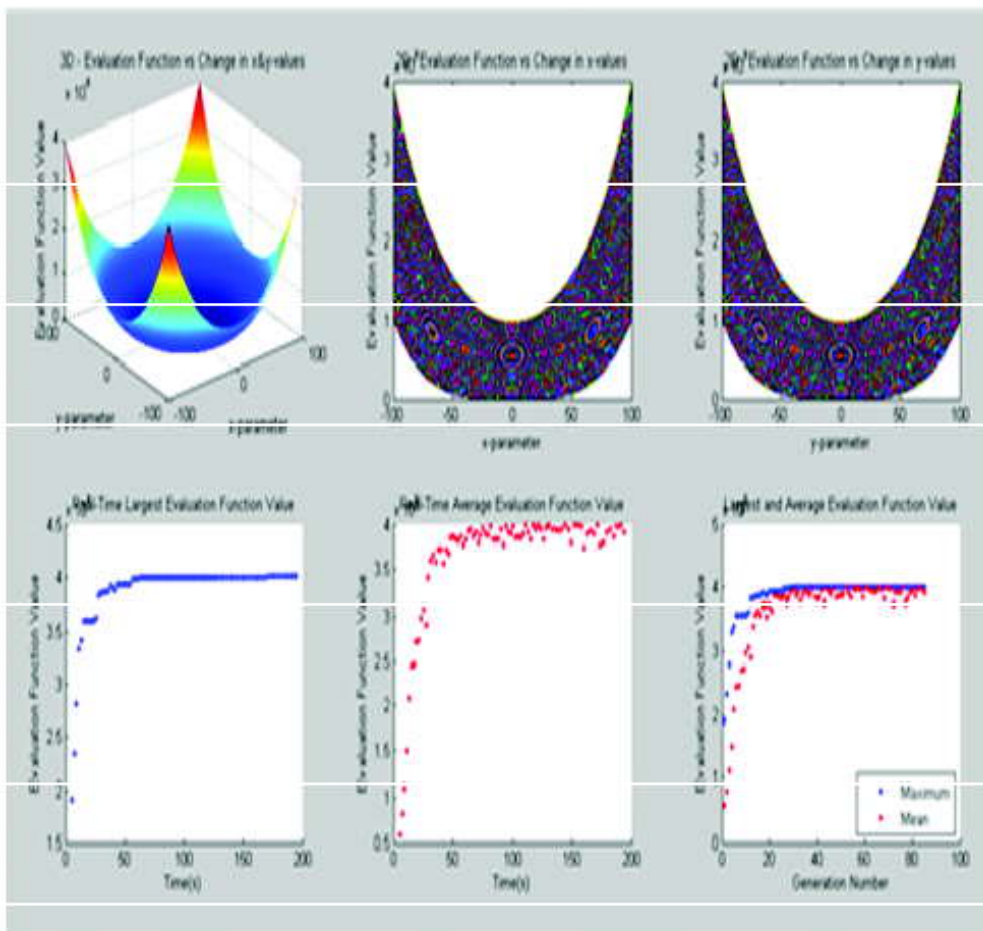 3D - Evaluation Function vs Change in x&y-values
Evaluation Function vs Change in x-values
Evaluation Function vs Change in y-values
x 10
4
3
2
1
0
Evaluation Function Value
0
-100
y-parameter
-100
0
100
x-parameter
4
3
2
1
0
Evaluation Function Value
-100 -50 0 50 100
x-parameter
4
3
2
1
0
Evaluation Function Value
-100 -50 0 50 100
y-parameter
Time Largest Evaluation Function Value
4.5
4
3.5
3
2.5
2
1.5
Evaluation Function Value
0 50 100 150 200
Time(s)
Time Average Evaluation Function Value
4
3.5
3
2.5
2
1.5
1
0.5
Evaluation Function Value
0 50 100 150 200
Time(s)
and Average Evaluation Function Value
5
4
3
2
1
0
Evaluation Function Value
0 20 40 60 80 100
Generation Number
Maximum
Mean